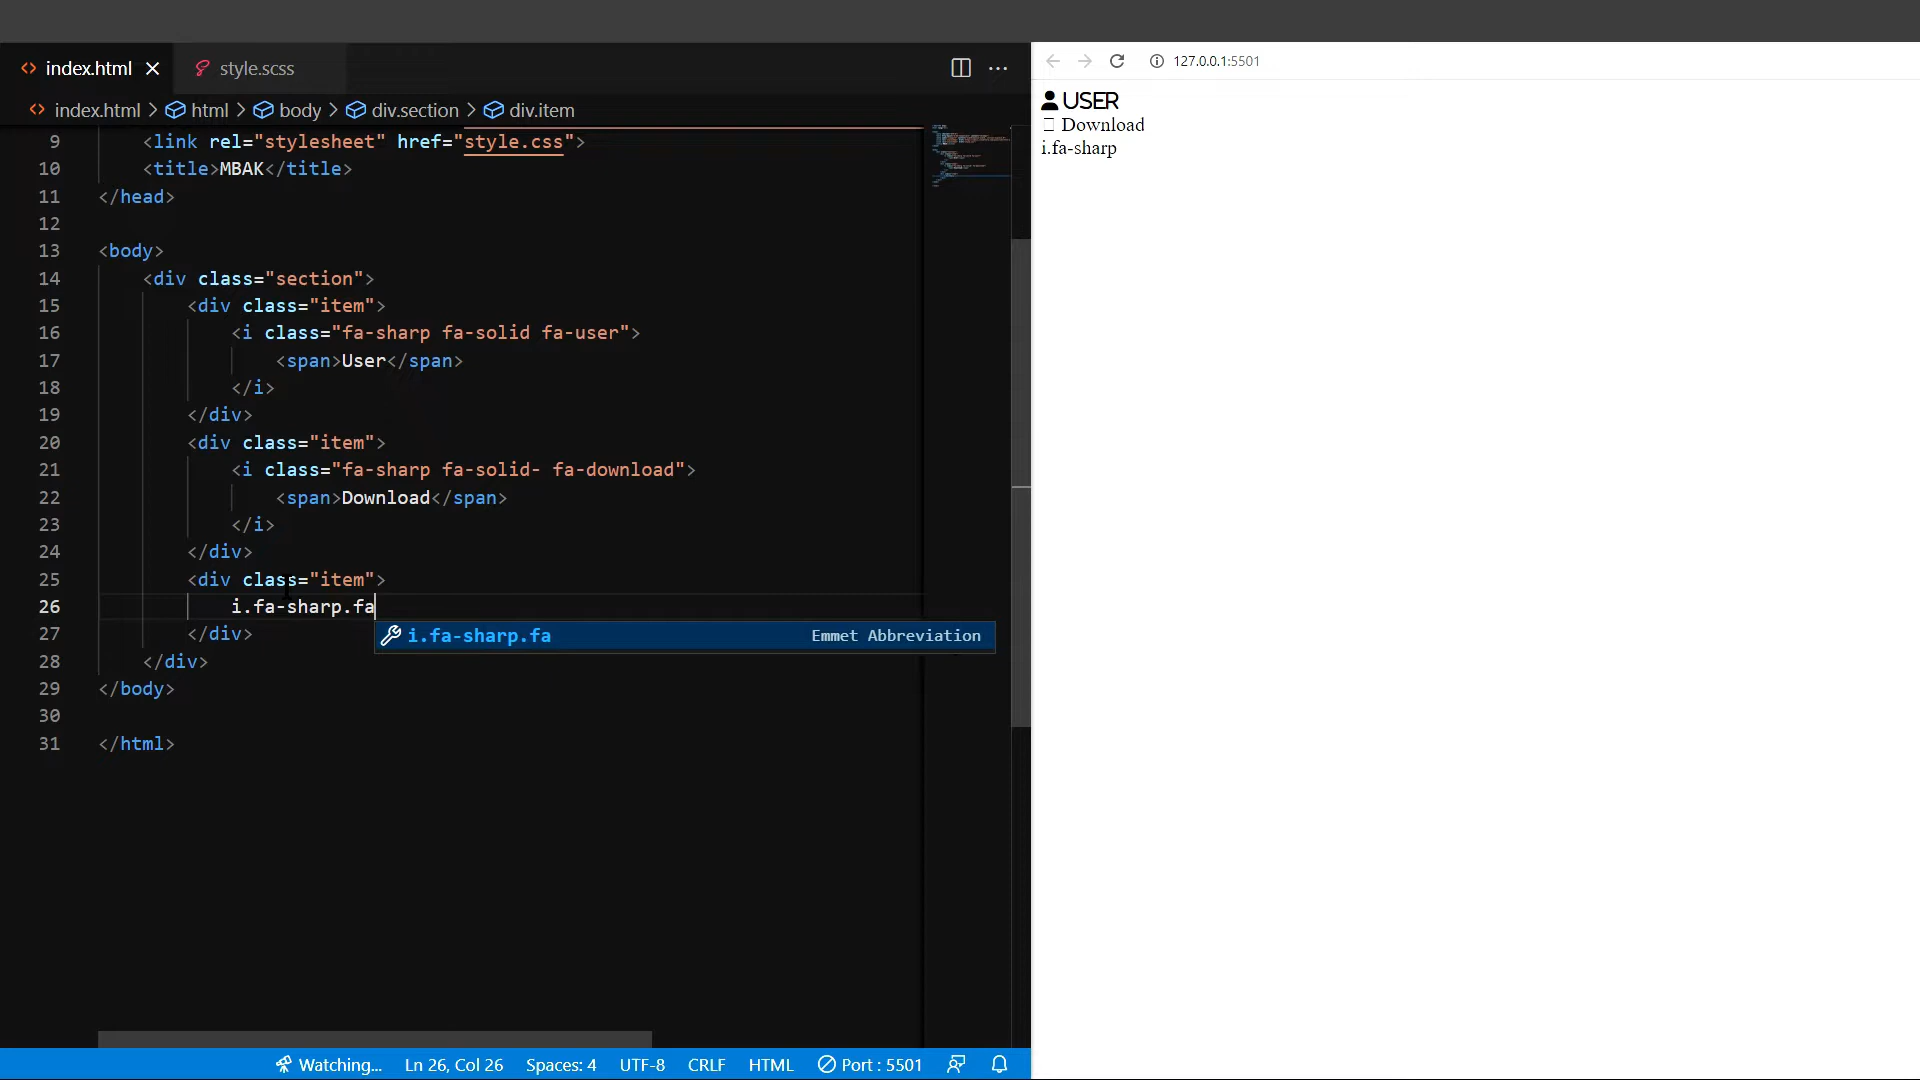 index.html
style.scss
127.0.0.1:5501
index.html > html > body > div.section > div.item
9 <link rel="stylesheet" href="style.css">
10 <title>MBAK</title>
11 </head>
12
13 <body>
14 <div class="section">
15 <div class="item">
16 <i class="fa-sharp fa-solid fa-user">
17 <span>User</span>
18 </i>
19 </div>
20 <div class="item">
21 <i class="fa-sharp fa-solid- fa-download">
22 <span>Download</span>
23 </i>
24 </div>
25 <div class="item">
26 i.fa-sharp.fa
i.fa-sharp.fa Emmet Abbreviation
27 </div>
28 </div>
29 </body>
30
31 </html>
Watching... Ln 26, Col 26 Spaces: 4 UTF-8 CRLF HTML Port : 5501
USER
Download
i.fa-sharp